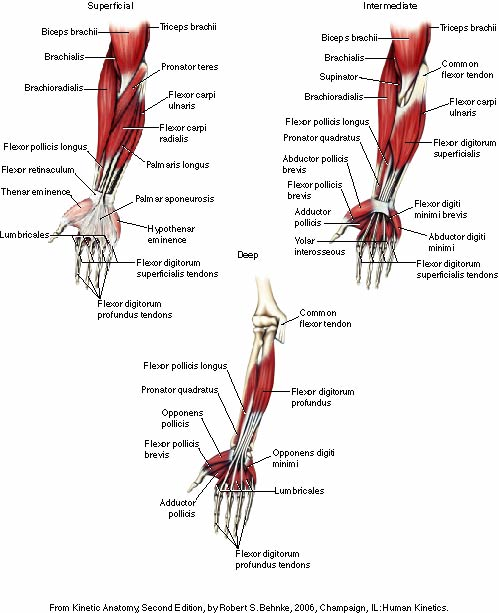 Superficial
Biceps brachii
Triceps brachii
Brachialis
Pronator teres
Brachioradialis
Flexor carpi
ulnaris
Flexor carpi
radialis
Flexor pollicis longus
Palmaris longus
Flexor retinaculum
Thenar eminence
Palmar aponeurosis
Lumbricales
Hypothenar
eminence
Flexor digitorum
superficialis tendons
Flexor digitorum
profundus tendons
Intermediate
Triceps brachii
Biceps brachii
Brachialis
Common
flexor tendon
Supinator
Brachioradialis
Flexor carpi
ulnaris
Flexor pollicis longus
Pronator quadratus
Flexor digitorum
superficialis
Abductor pollicis
brevis
Flexor pollicis
brevis
Adductor
pollicis
Flexor digiti
minimi brevis
Yolar
interosseous
Abductor digiti
minimi
Flexor digitorum
superficialis tendons
Deep
Common
flexor tendon
Flexor pollicis longus
Pronator quadratus
Flexor digitorum
profundus
Opponens
pollicis
Flexor pollicis
brevis
Opponens digiti
minimi
Adductor
pollicis
Lumbricales
Flexor digitorum
profundus tendons
From Kinetic Anatomy, Second Edition, by Robert S. Behnke, 2006, Champaign, IL: Human Kinetics.